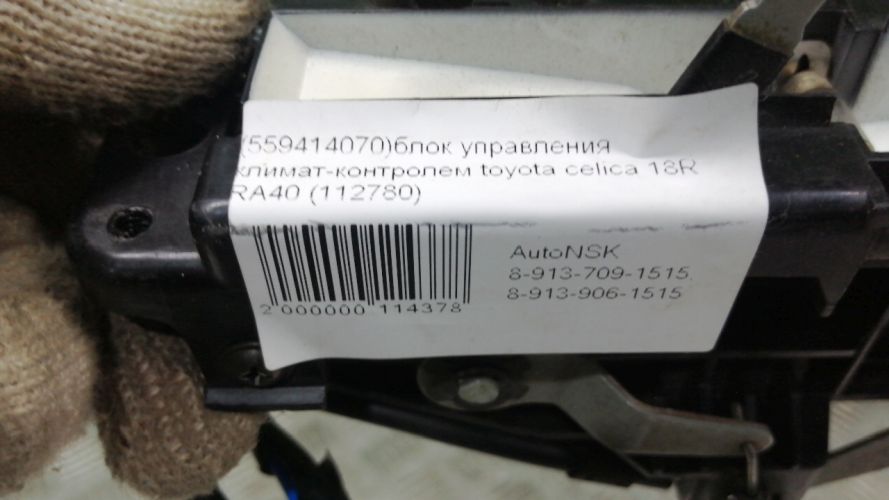 (559414070)блок управления
климат-контролем toyota celica 18R
RA40 (112780)
AutoNSK
8-913-709-1515,
8-913-906-1515
2 000000 114378